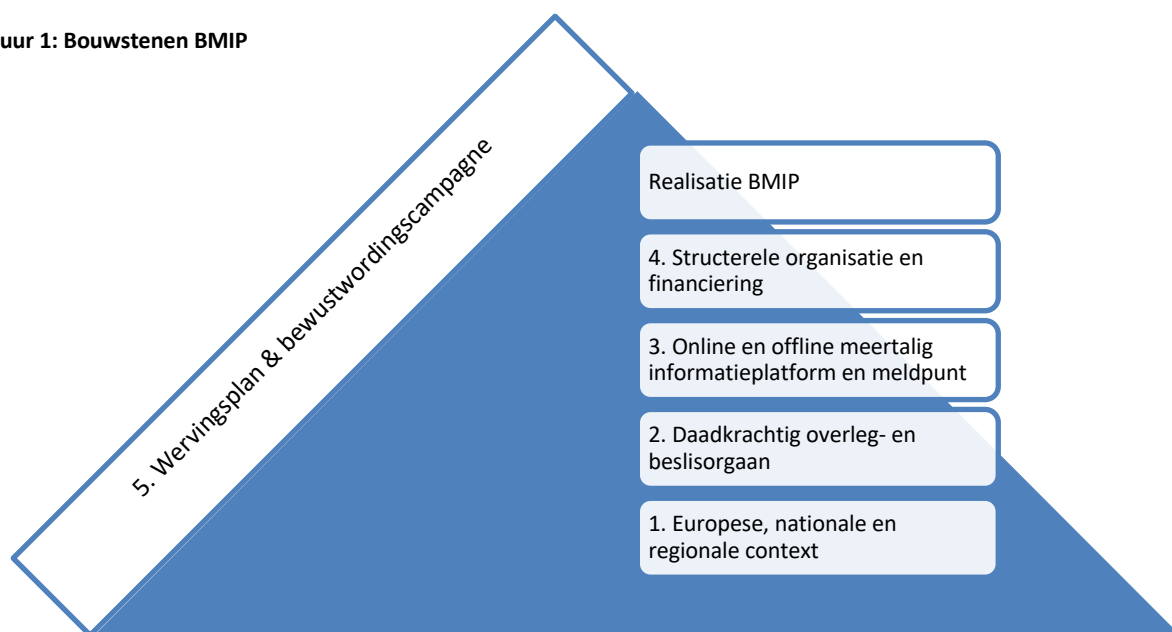 uur 1: Bouwstenen BMIP
5. Wervingsplan & bewustwordingscampagne
Realisatie BMIP
4. Structerele organisatie en
financiering
3. Online en offline meertalig
informatieplatform en meldpunt
2. Daadkrachtig overleg- en
beslisorgaan
1. Europese, nationale en
regionale context